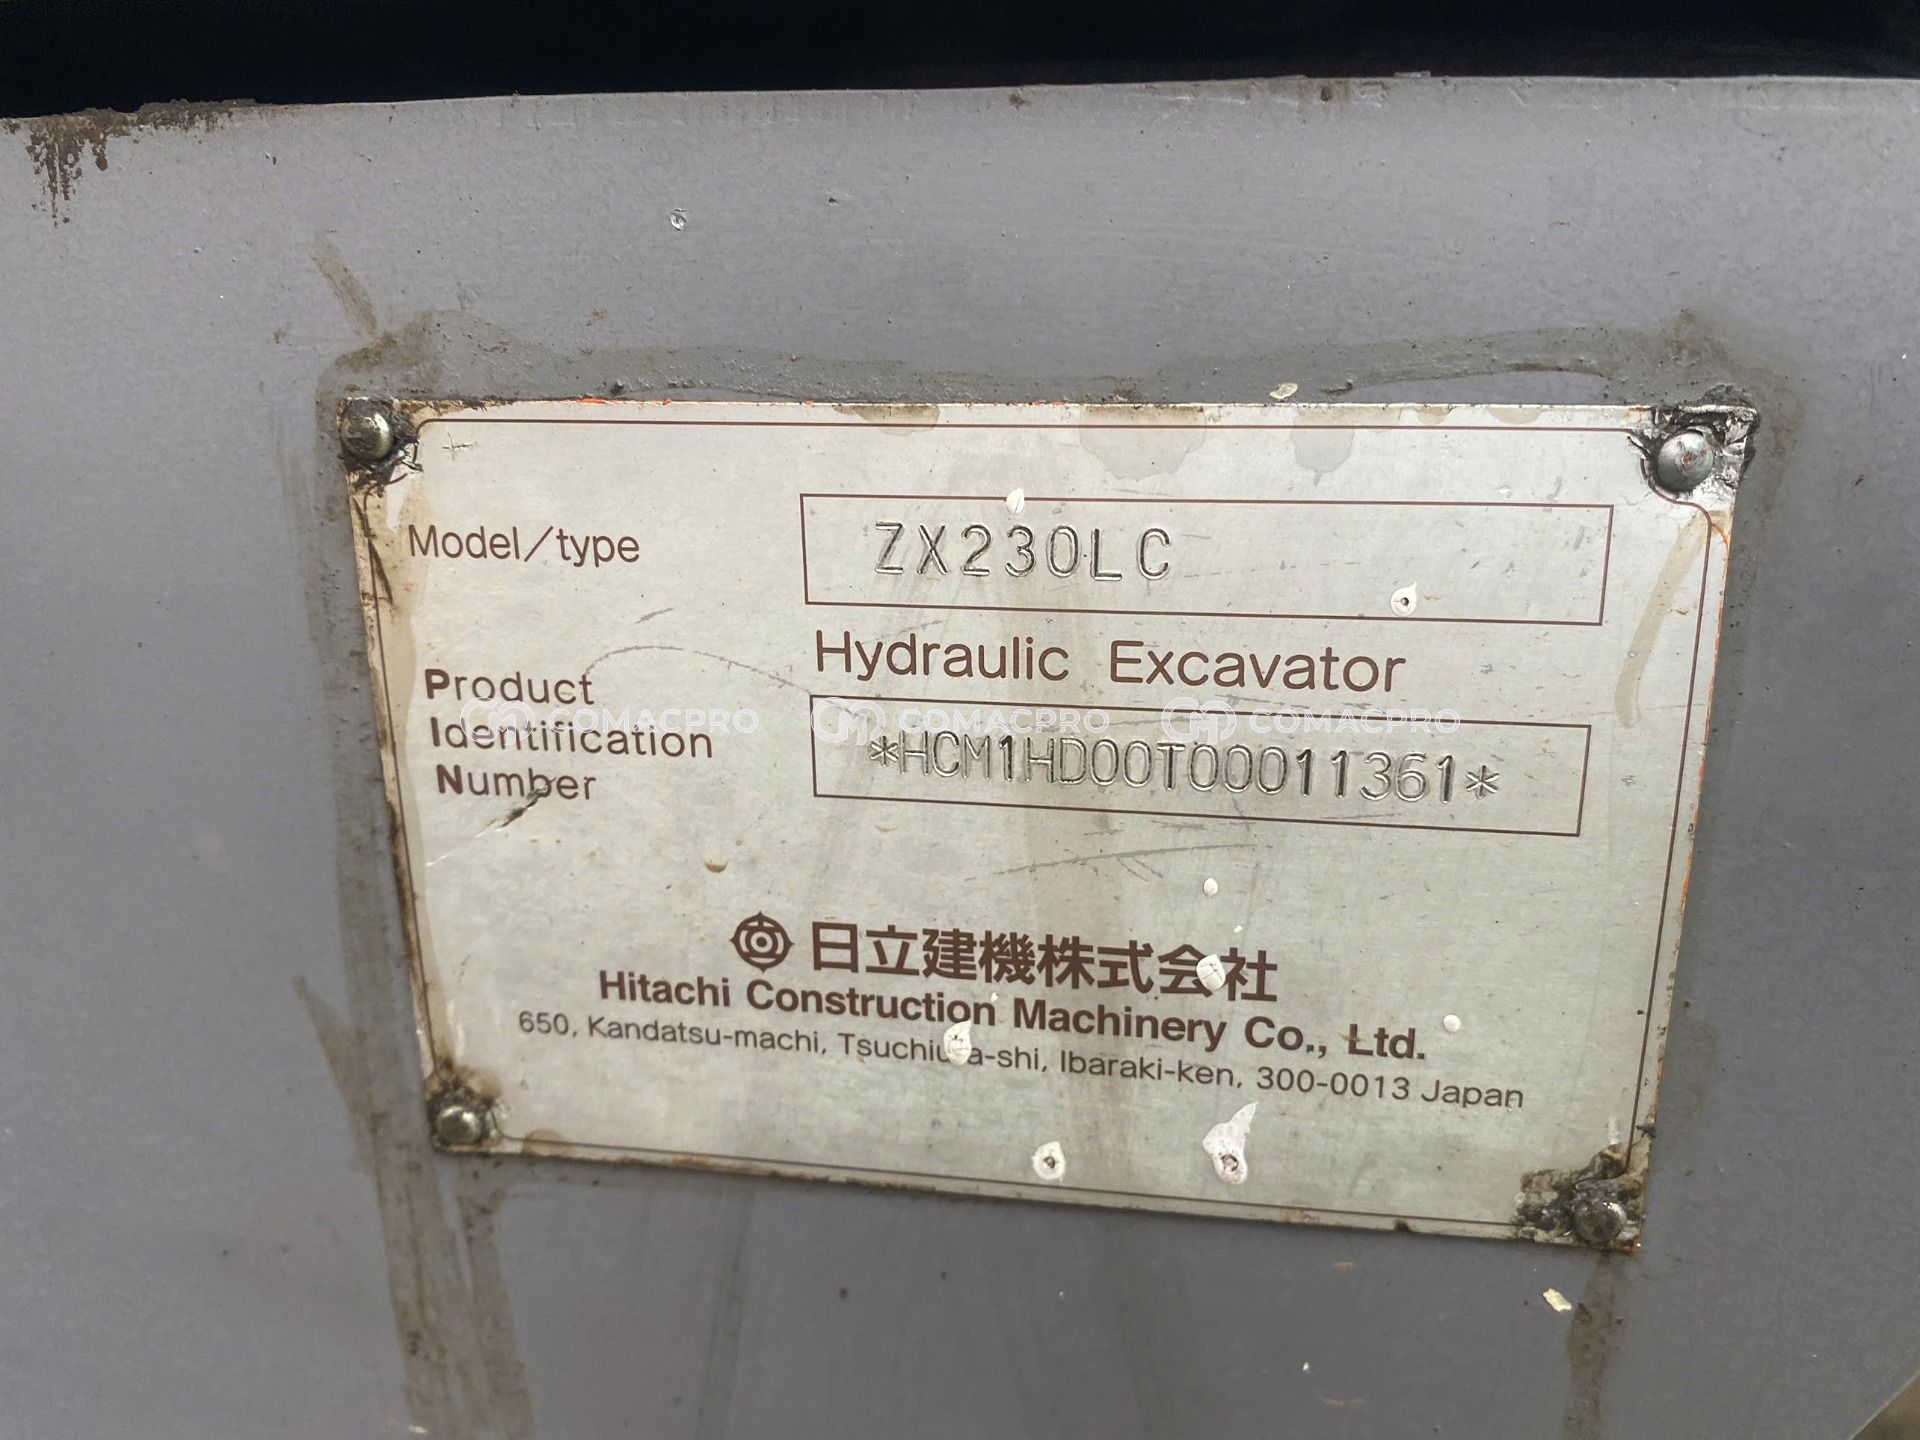 Model/type
ZX230LC
Hydraulic Excavator
Product
Identification
Number
COMACPRO COMACPRO COMACPRO
*HCM1HD00T00011361*
日立建機株式会社
Hitachi Construction Machinery Co., Ltd.
650, Kandatsu-machi, Tsuchiura-shi, Ibaraki-ken, 300-0013 Japan